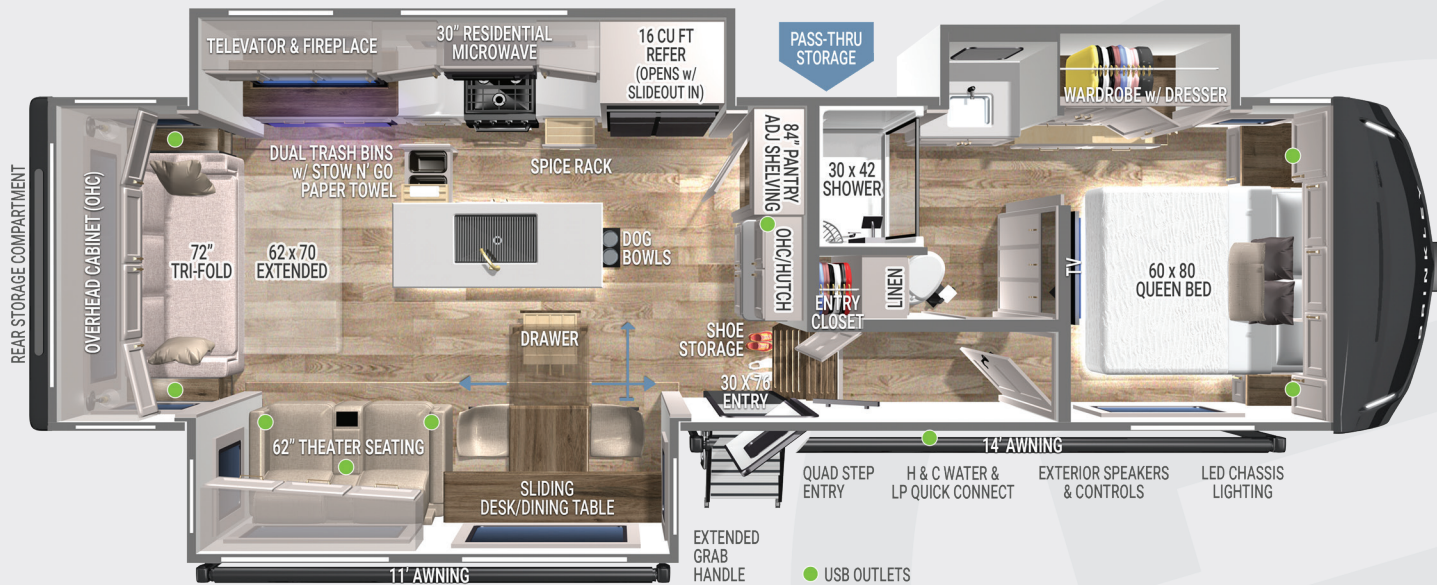 TELEVATOR & FIREPLACE
30" RESIDENTIAL
MICROWAVE
16 CU FT
REFER
(OPENS w/
SLIDEOUT IN)
PASS-THRU
STORAGE
WARDROBE w/ DRESSER
REAR STORAGE COMPARTMENT
OVERHEAD CABINET (OHC)
DUAL TRASH BINS
w/ STOW N' GO
PAPER TOWEL
SPICE RACK
84" PANTRY
ADJ SHELVING
30 x 42
SHOWER
72"
TRI-FOLD
62 x 70
EXTENDED
DOG
BOWLS
OHC/HUTCH
ENTRY
CLOSET
LINEN
TV
60 x 80
QUEEN BED
BRINKLEY
DRAWER
SHOE
STORAGE
30 X 76
ENTRY
62" THEATER SEATING
SLIDING
DESK/DINING TABLE
14' AWNING
QUAD STEP
ENTRY
H & C WATER &
LP QUICK CONNECT
EXTERIOR SPEAKERS
& CONTROLS
LED CHASSIS
LIGHTING
EXTENDED
GRAB
HANDLE
11' AWNING
USB OUTLETS